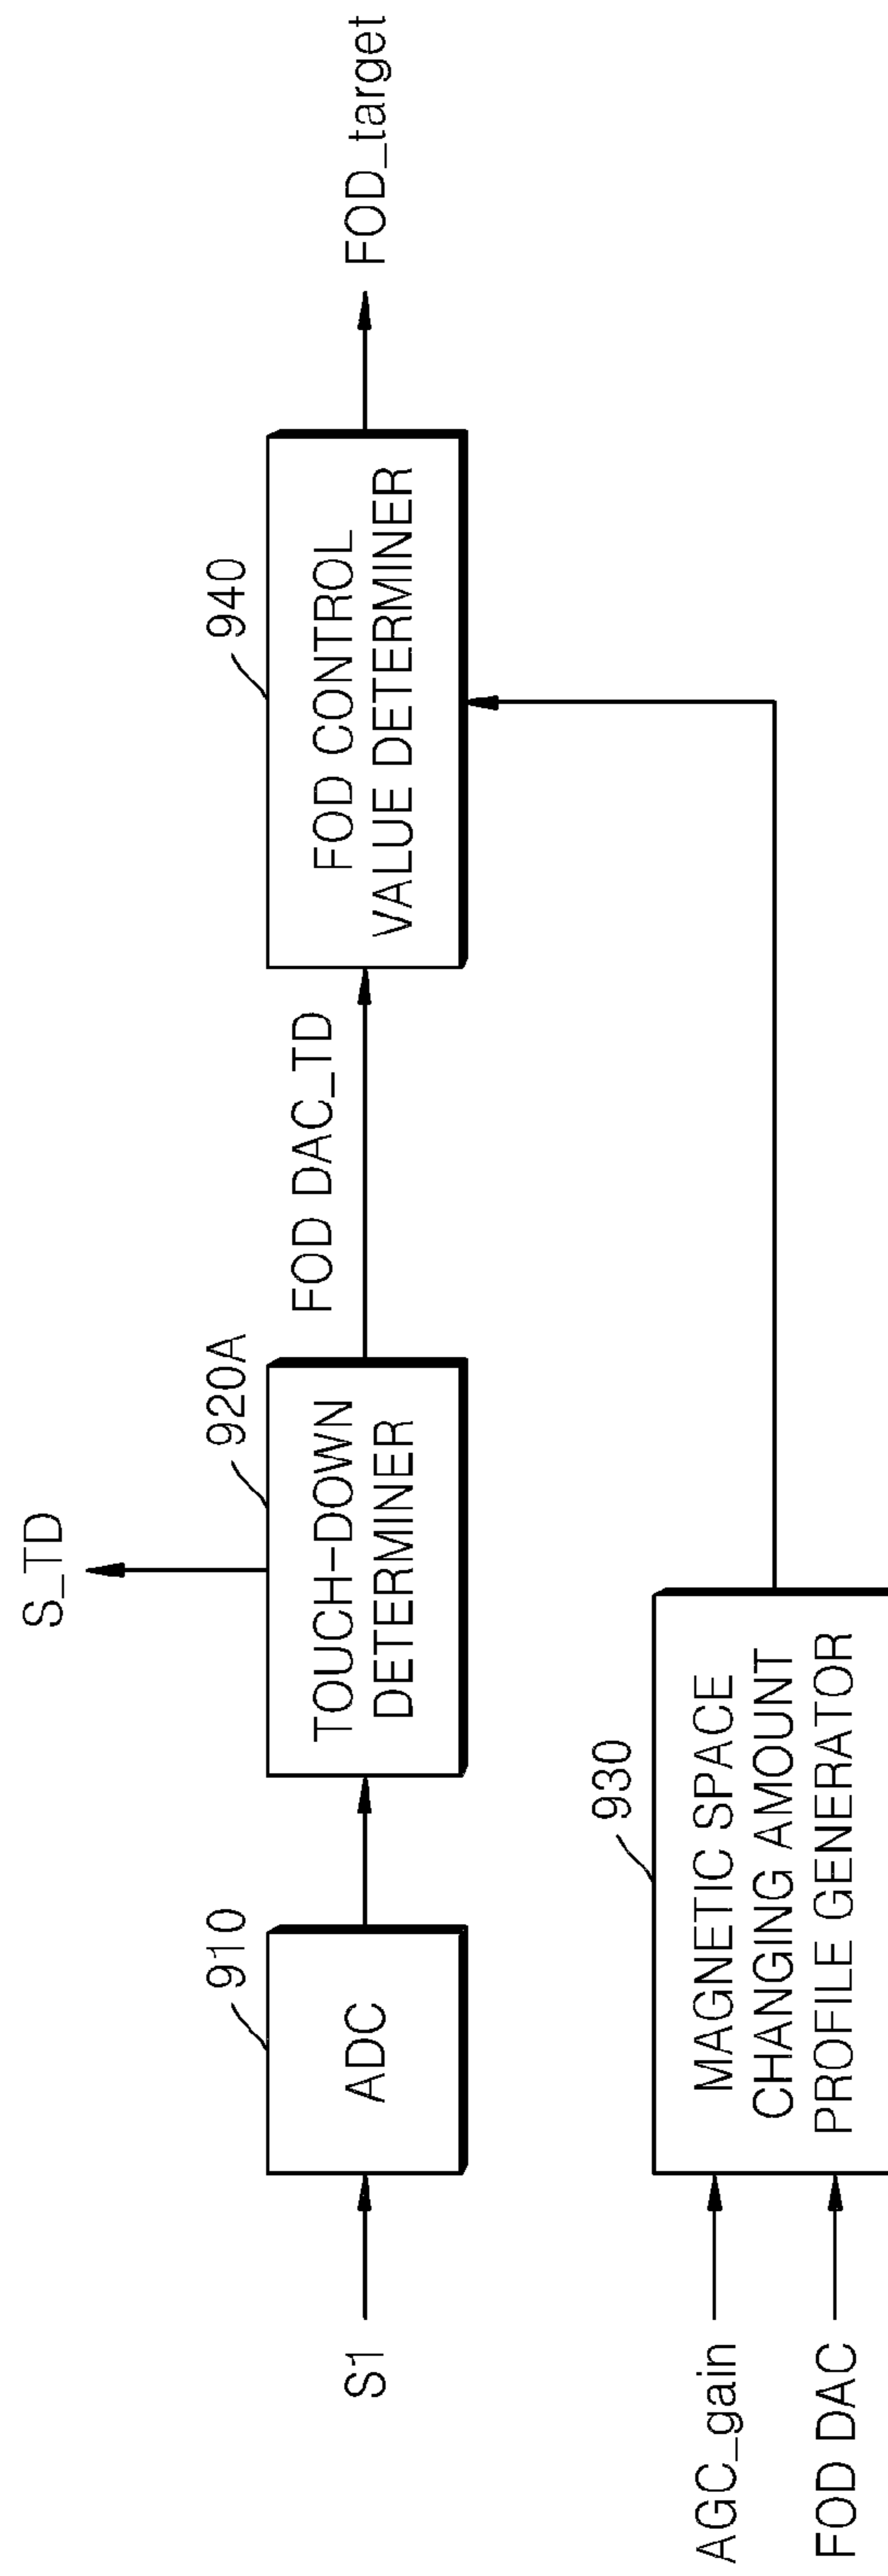 S_TD
910
920A
940
S1
ADC
TOUCH-DOWN
DETERMINER
FOD DAC_TD
FOD CONTROL
VALUE DETERMINER
FOD_target
930
AGC_gain
FOD DAC
MAGNETIC SPACE
CHANGING AMOUNT
PROFILE GENERATOR